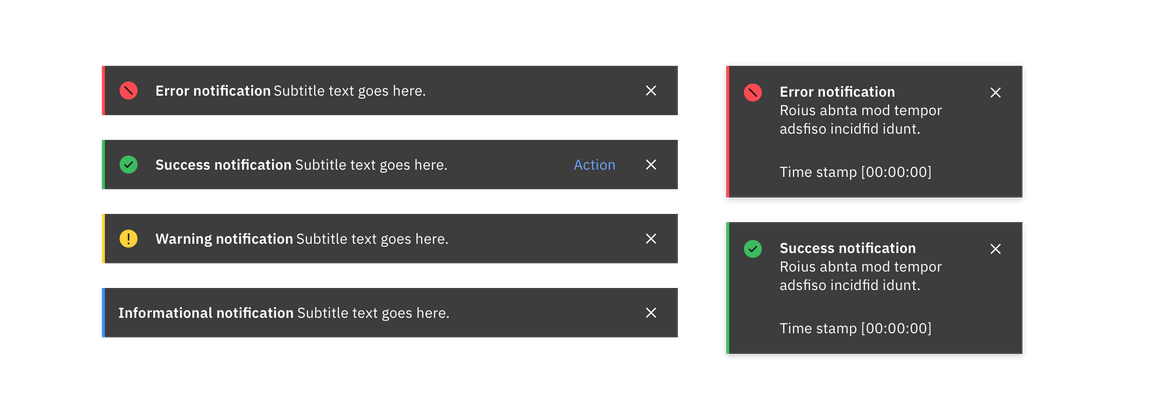 Error notification Subtitle text goes here.
Success notification Subtitle text goes here.
Action
Warning notification Subtitle text goes here.
Informational notification Subtitle text goes here.
Error notification
Roius abnta mod tempor
adsfiso incidfid idunt.
Time stamp [00:00:00]
Success notification
Roius abnta mod tempor
adsfiso incidfid idunt.
Time stamp [00:00:00]